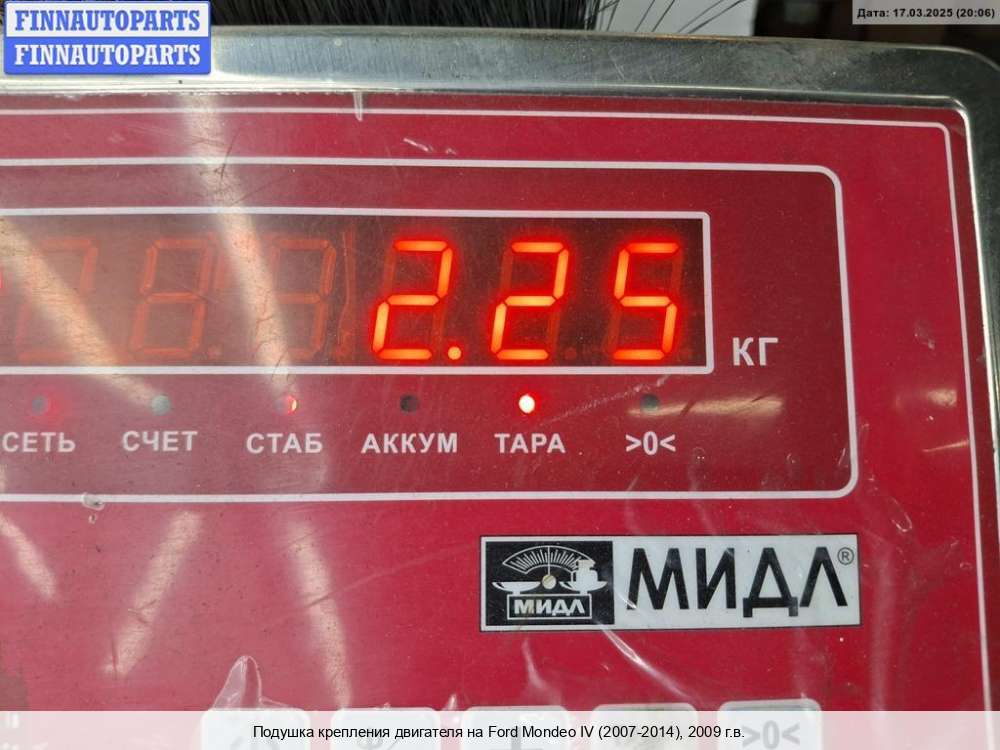 FINNAUTOPARTS
FINNAUTOPARTS
Дата: 17.03.2025 (20:06)
2.25
КГ
СЕТЬ СЧЕТ СТАБ АККУМ ТАРА >0<
МИДЛ МИДЛ®
>0<
Подушка крепления двигателя на Ford Mondeo IV (2007-2014), 2009 г.в.